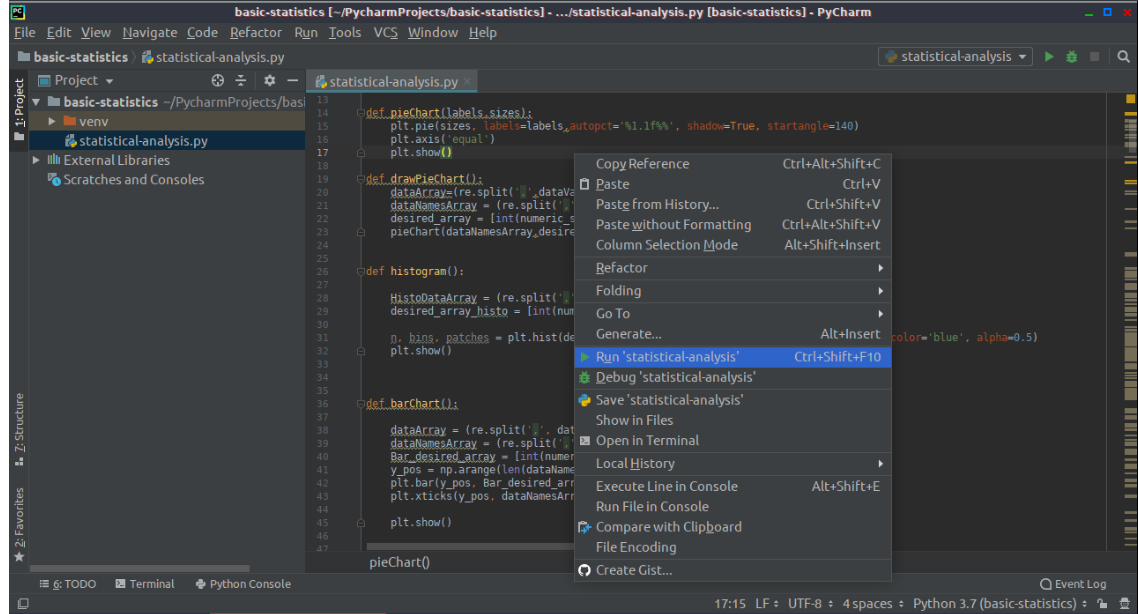 PC basic-statistics [~/PycharmProjects/basic-statistics] - .../statistical-analysis.py [basic-statistics] - PyCharm
File Edit View Navigate Code Refactor Run Tools VCS Window Help
basic-statistics statistical-analysis.py statistical-analysis
Project statistical-analysis.py
1: Project
basic-statistics ~/PycharmProjects/basi
venv
statistical-analysis.py
External Libraries
Scratches and Consoles
7: Structure
2: Favorites
13
14 def pieChart(labels,sizes):
15 plt.pie(sizes, labels=labels,autopct='%1.1f%%', shadow=True, startangle=140)
16 plt.axis('equal')
17 plt.show()
18
19 def drawPieChart():
20 dataArray=(re.split(',',dataVa
21 dataNamesArray = (re.split(','
22 desired_array = [int(numeric_s
23 pieChart(dataNamesArray,desire
24
25
26 def histogram():
27
28 HistoDataArray = (re.split(','
29 desired_array_histo = [int(num
30
31 n, bins, patches = plt.hist(de color='blue', alpha=0.5)
32 plt.show()
33
34
35
36 def barChart():
37
38 dataArray = (re.split(',', dat
39 dataNamesArray = (re.split(','
40 Bar_desired_array = [int(numer
41 y_pos = np.arange(len(dataName
42 plt.bar(y_pos, Bar_desired_arr
43 plt.xticks(y_pos, dataNamesArr
44
45 plt.show()
46
47
pieChart()
Copy Reference Ctrl+Alt+Shift+C
Paste Ctrl+V
Paste from History... Ctrl+Shift+V
Paste without Formatting Ctrl+Alt+Shift+V
Column Selection Mode Alt+Shift+Insert
Refactor
Folding
Go To
Generate... Alt+Insert
Run 'statistical-analysis' Ctrl+Shift+F10
Debug 'statistical-analysis'
Save 'statistical-analysis'
Show in Files
Open in Terminal
Local History
Execute Line in Console Alt+Shift+E
Run File in Console
Compare with Clipboard
File Encoding
Create Gist...
6: TODO Terminal Python Console Event Log
17:15 LF UTF-8 4 spaces Python 3.7 (basic-statistics)